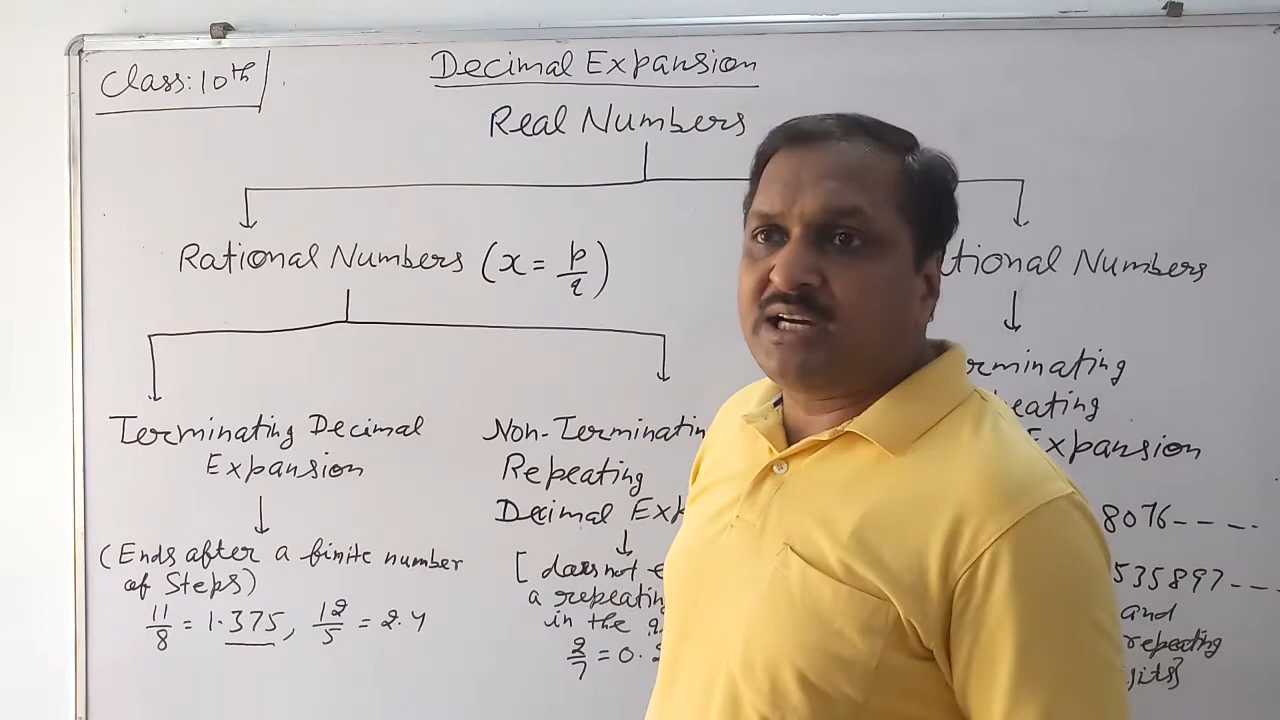 Class: 10th
Decimal Expansion
Real Numbers
Rational Numbers (x = p/q)
tional Numbers
Terminating Decimal
Expansion
(Ends after a finite number
of Steps)
11/8 = 1.375, 12/5 = 2.4
Non-Terminatin
Repeating
Decimal Exp
[ does not e
a repeating
in the q
2/7 = 0.2
rminating
eating
Expansion
8076----
535897---
and
repeating
gits}